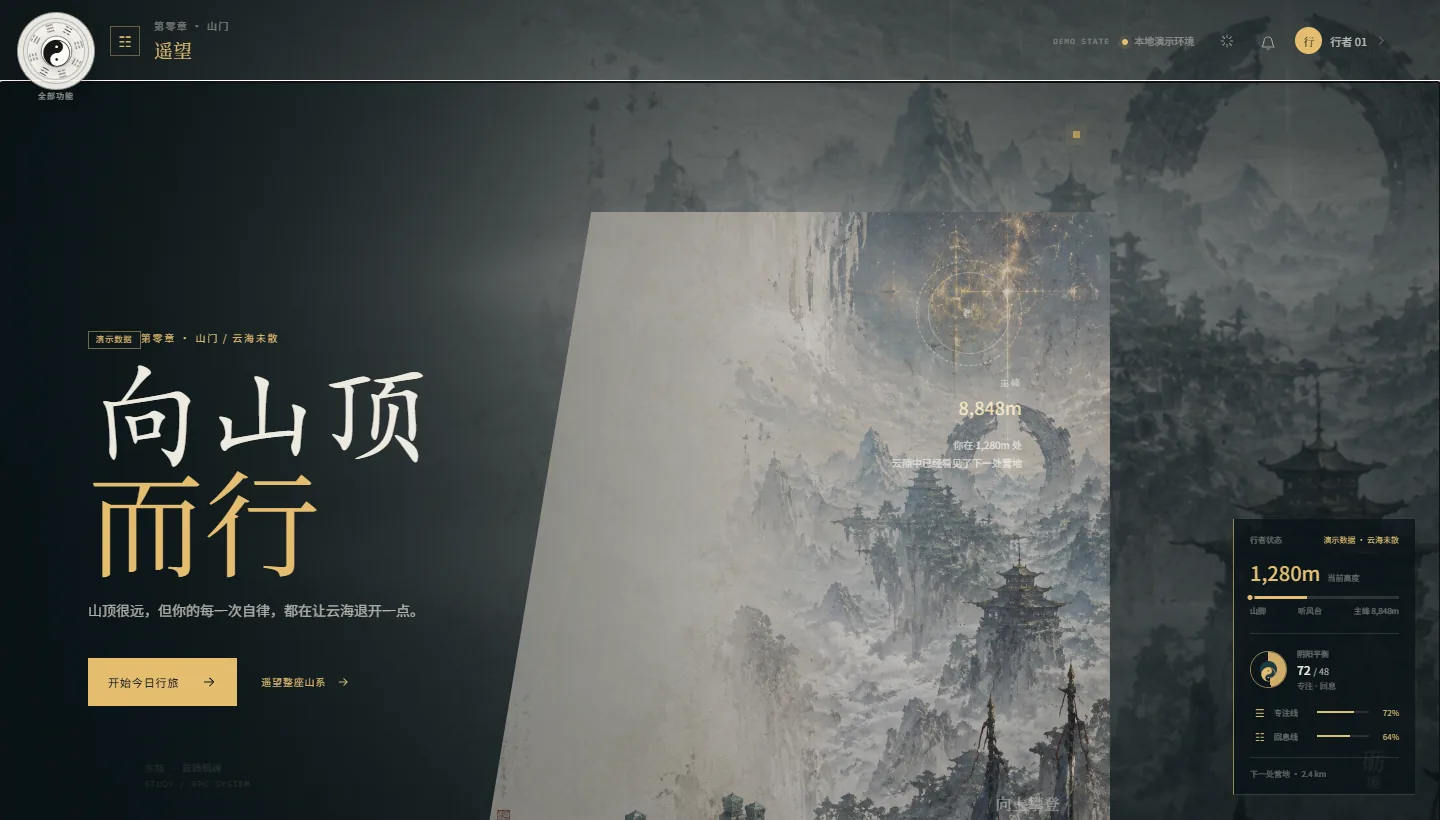 第零章 · 山门
遥望
全部功能
DEMO STATE
本地演示环境
行
行者 01
演示数据
第零章 · 山门 / 云海未散
向山顶
而行
山顶很远，但你的每一次自律，都在让云海退开一点。
开始今日行旅 →
遥望整座山系 →
STUDY / RPG SYSTEM
主峰
8,848m
你在 1,280m 处
云隙中已经看见了下一处营地
向上攀登
行者状态
演示数据 · 云海未散
1,280m 当前高度
山脚
听风台
主峰 8,848m
阴阳平衡
72 / 48
专注 · 回息
专注线
72%
回息线
64%
下一处营地 · 2.4 km